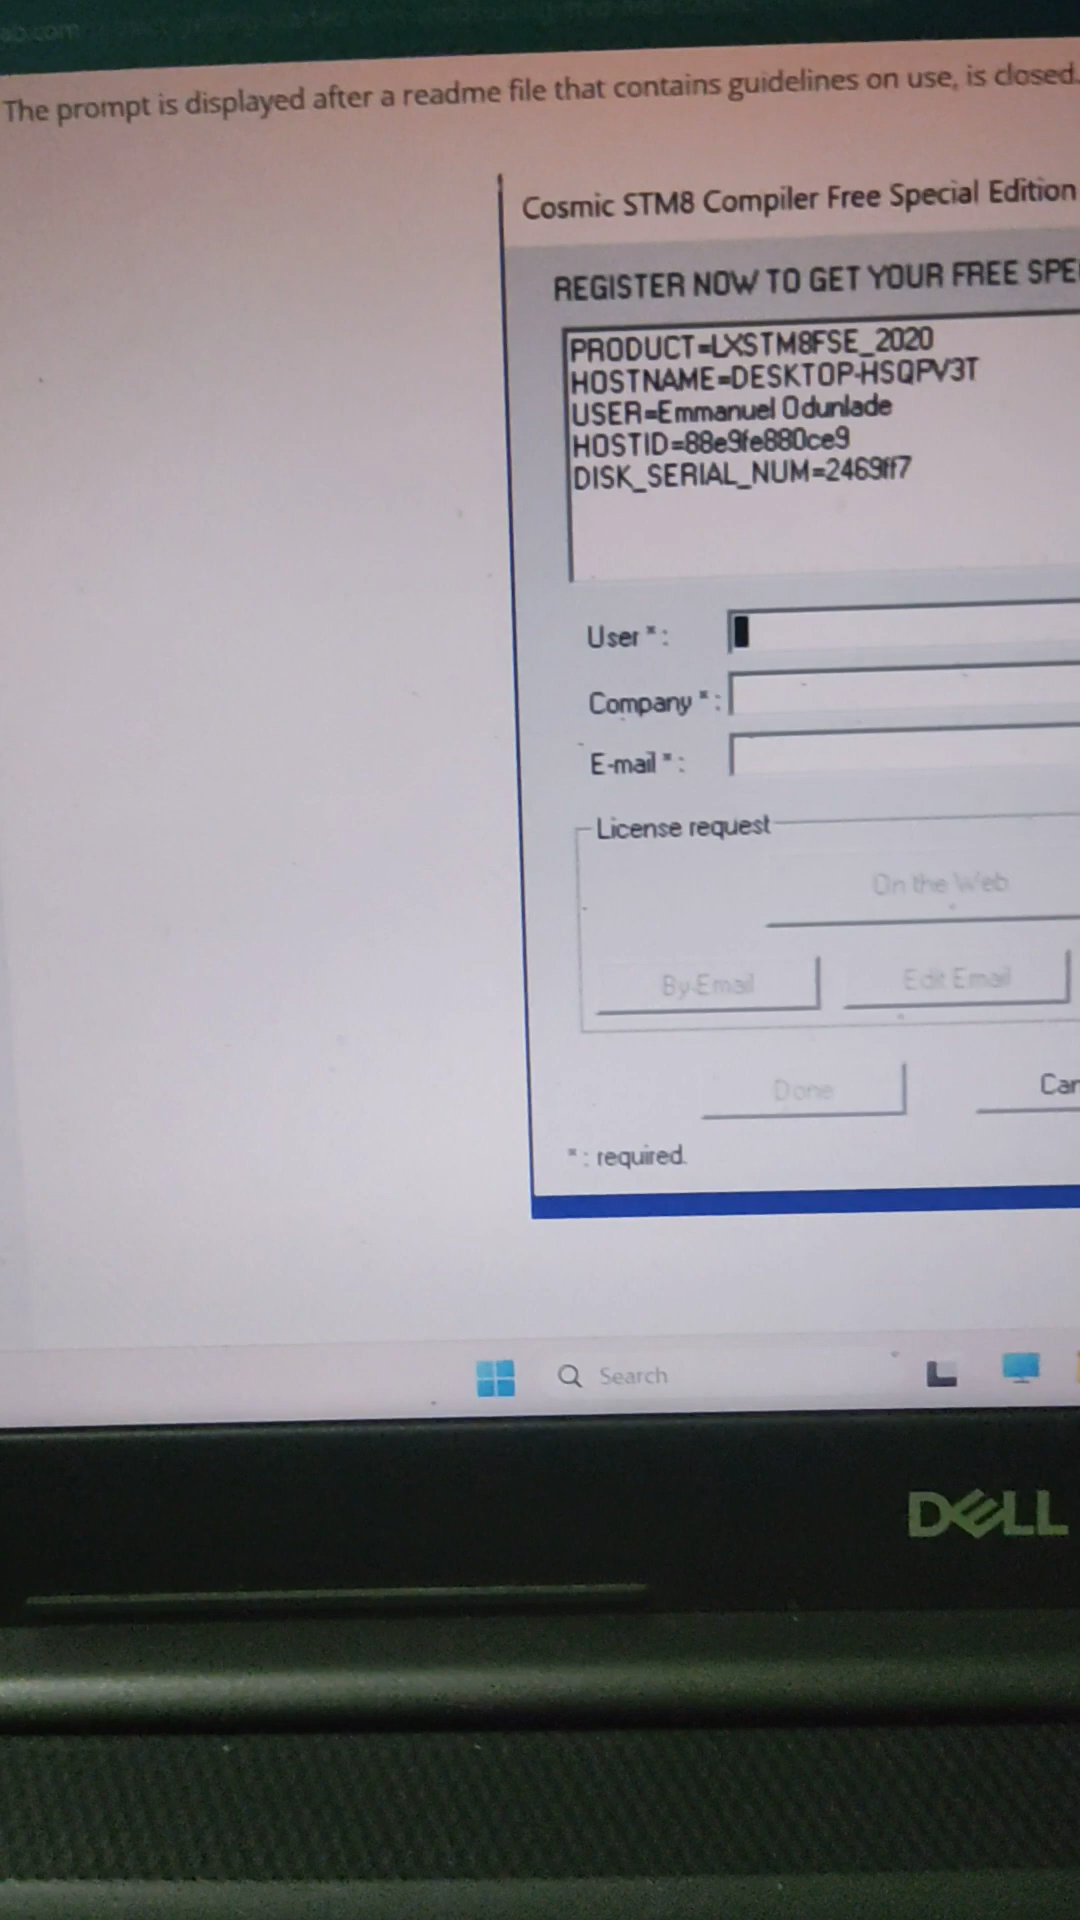 The prompt is displayed after a readme file that contains guidelines on use, is closed.
Cosmic STM8 Compiler Free Special Edition
REGISTER NOW TO GET YOUR FREE
PRODUCT=LXSTM8FSE_2020
HOSTNAME=DESKTOP-HSQPV3T
USER=Emmanuel Odunlade
HOSTID=88e9fe880ce9
DISK_SERIAL_NUM=2469ff7
User * :
Company * :
E-mail * :
License request
On the Web
By Email Edit Email
Done
* : required.
Search
DELL